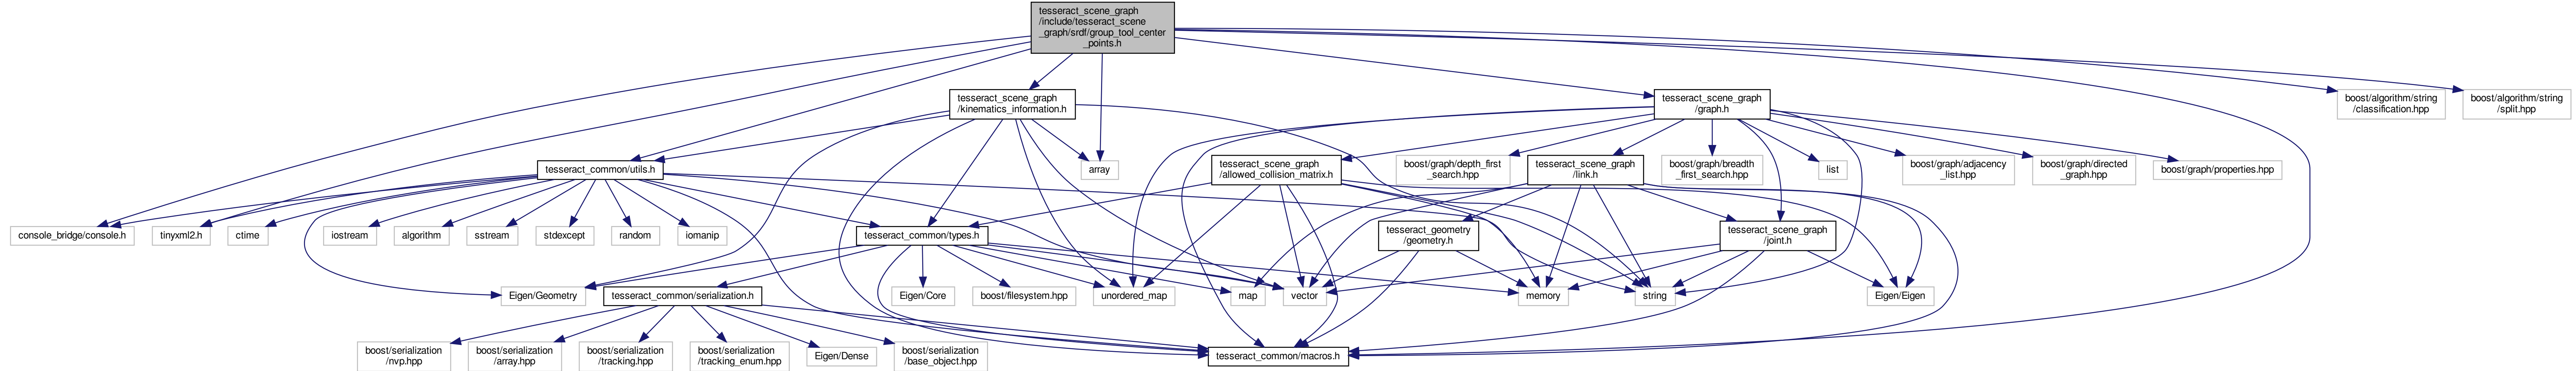 tesseract_scene_graph
/include/tesseract_scene
_graph/srdf/group_tool_center
_points.h
tesseract_scene_graph
/kinematics_information.h
tesseract_scene_graph
/graph.h
boost/algorithm/string
/classification.hpp
boost/algorithm/string
/split.hpp
tesseract_common/utils.h
array
tesseract_scene_graph
/allowed_collision_matrix.h
boost/graph/depth_first
_search.hpp
tesseract_scene_graph
/link.h
boost/graph/breadth
_first_search.hpp
list
boost/graph/adjacency
_list.hpp
boost/graph/directed
_graph.hpp
boost/graph/properties.hpp
console_bridge/console.h
tinyxml2.h
ctime
iostream
algorithm
sstream
stdexcept
random
iomanip
tesseract_common/types.h
tesseract_geometry
/geometry.h
tesseract_scene_graph
/joint.h
Eigen/Geometry
tesseract_common/serialization.h
Eigen/Core
boost/filesystem.hpp
unordered_map
map
vector
memory
string
Eigen/Eigen
boost/serialization
/nvp.hpp
boost/serialization
/array.hpp
boost/serialization
/tracking.hpp
boost/serialization
/tracking_enum.hpp
Eigen/Dense
boost/serialization
/base_object.hpp
tesseract_common/macros.h